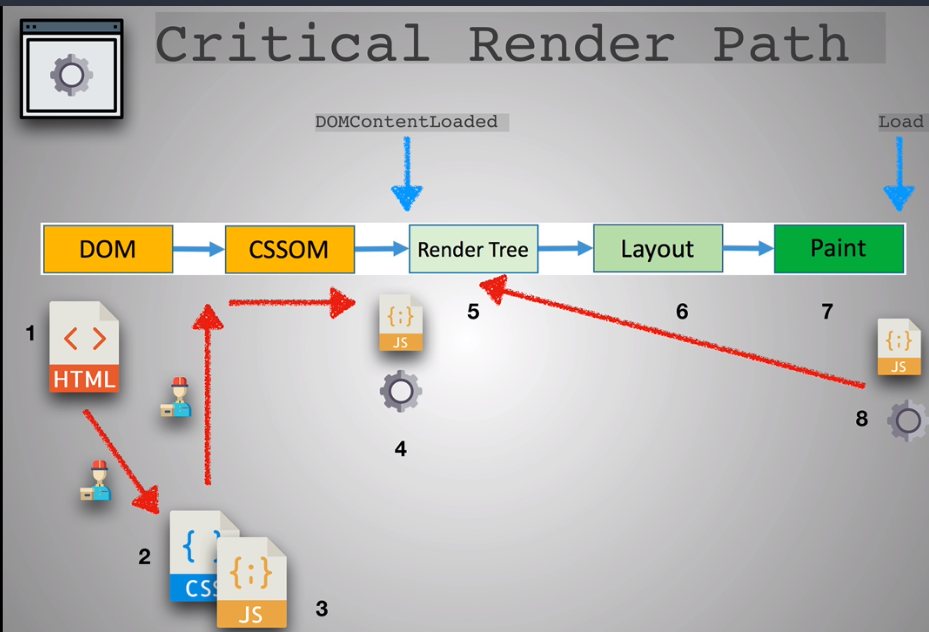 Critical Render Path
DOMContentLoaded
Load
DOM
CSSOM
Render Tree
Layout
Paint
1
< >
HTML
{;}
JS
5
6
7
{;}
JS
8
4
2
{ }
CSS
{;}
JS
3